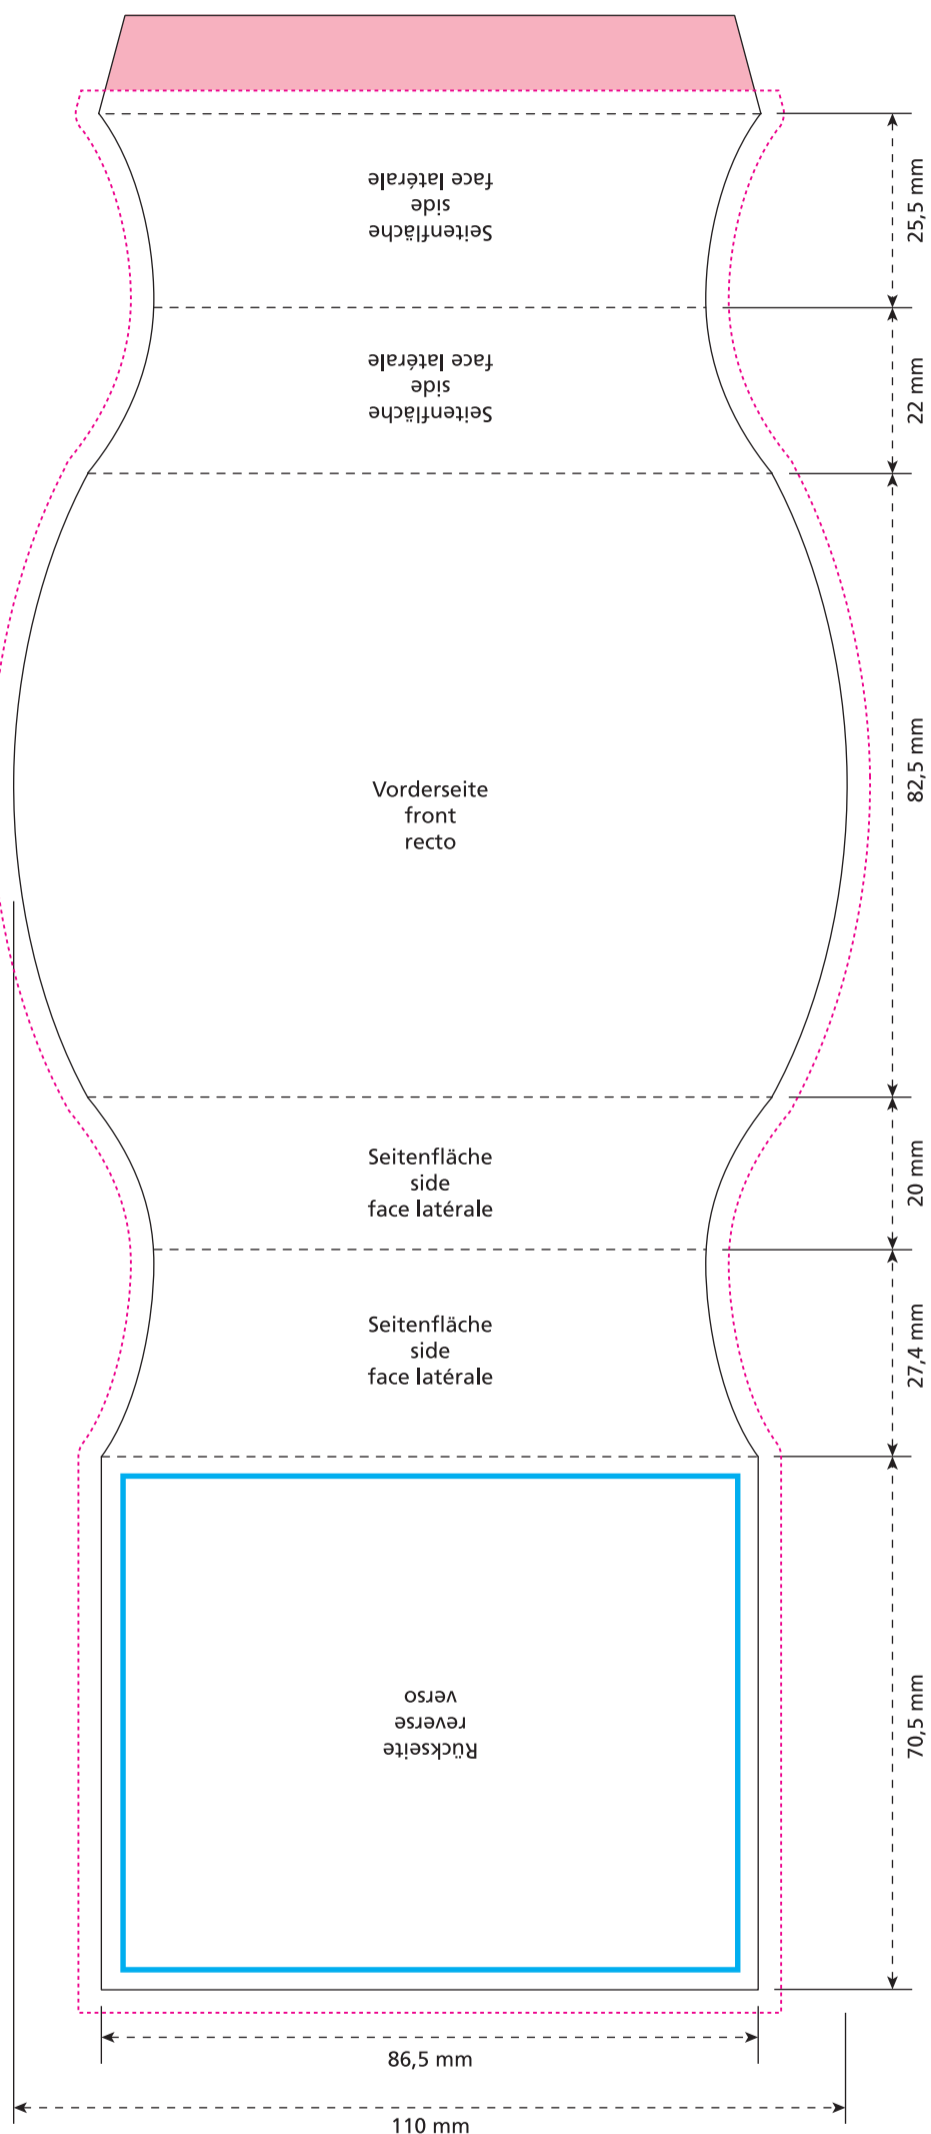 Seitenfläche
side
face latérale
25,5 mm
Seitenfläche
side
face latérale
22 mm
Vorderseite
front
recto
82,5 mm
Seitenfläche
side
face latérale
20 mm
Seitenfläche
side
face latérale
27,4 mm
Rückseite
reverse
verso
70,5 mm
86,5 mm
110 mm